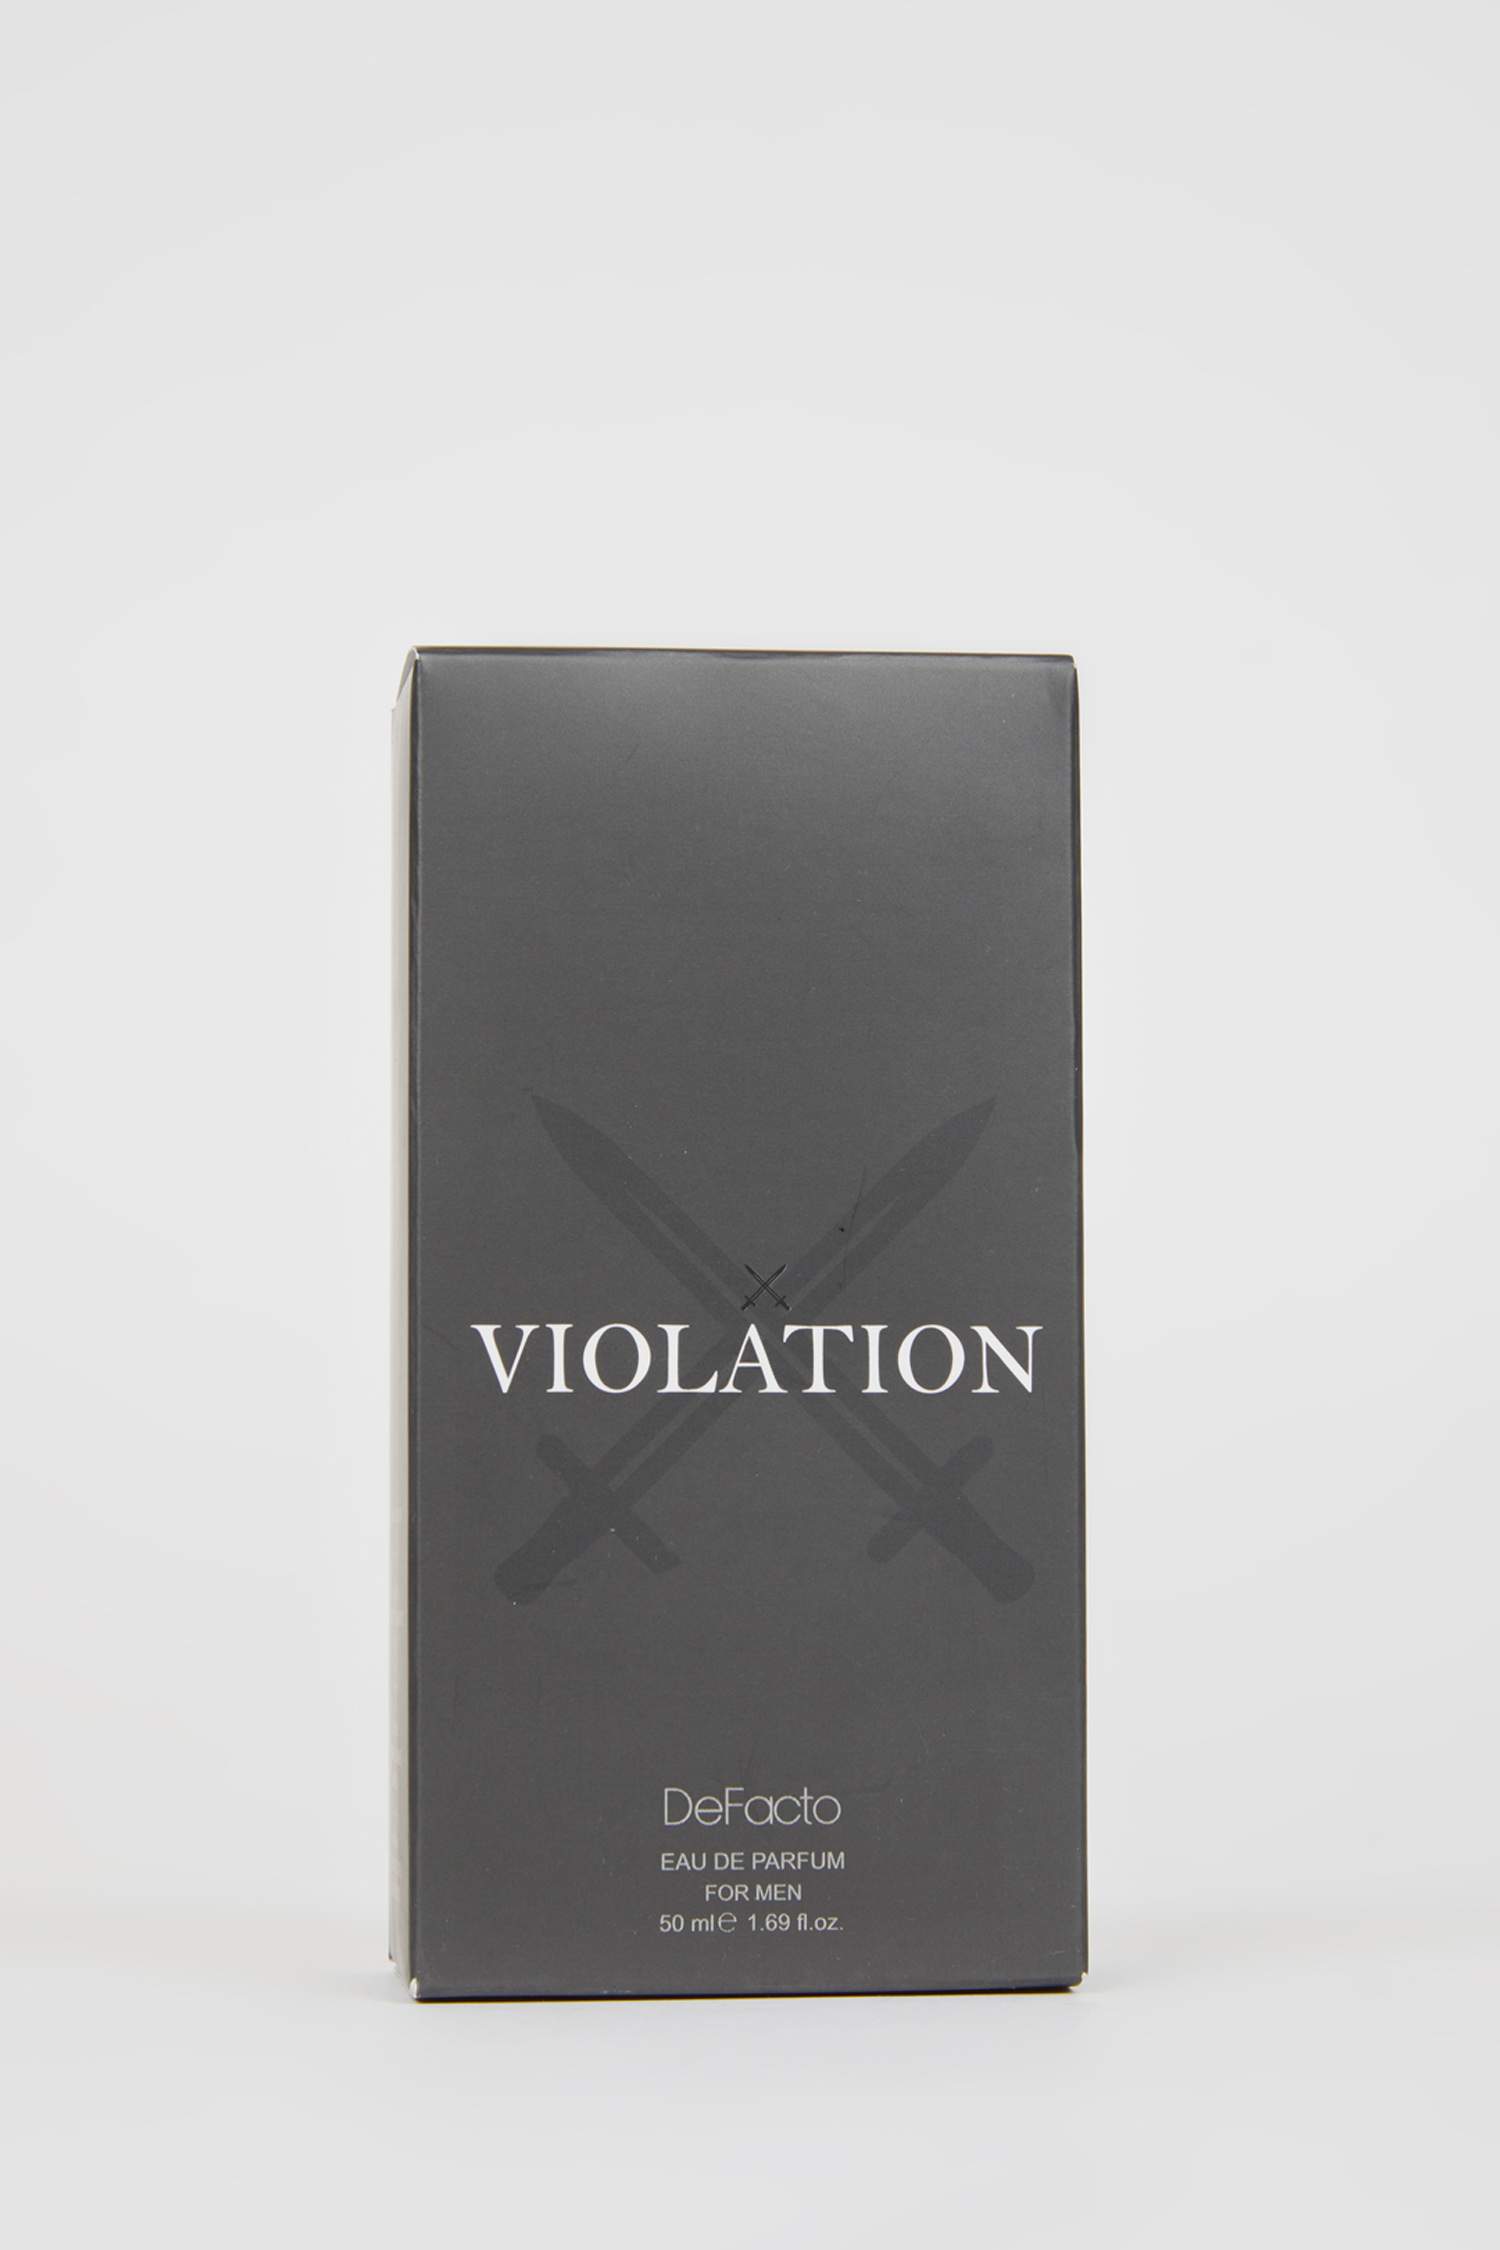 VIOLATION
DeFacto
EAU DE PARFUM
FOR MEN
50 ml℮ 1.69 fl.oz.